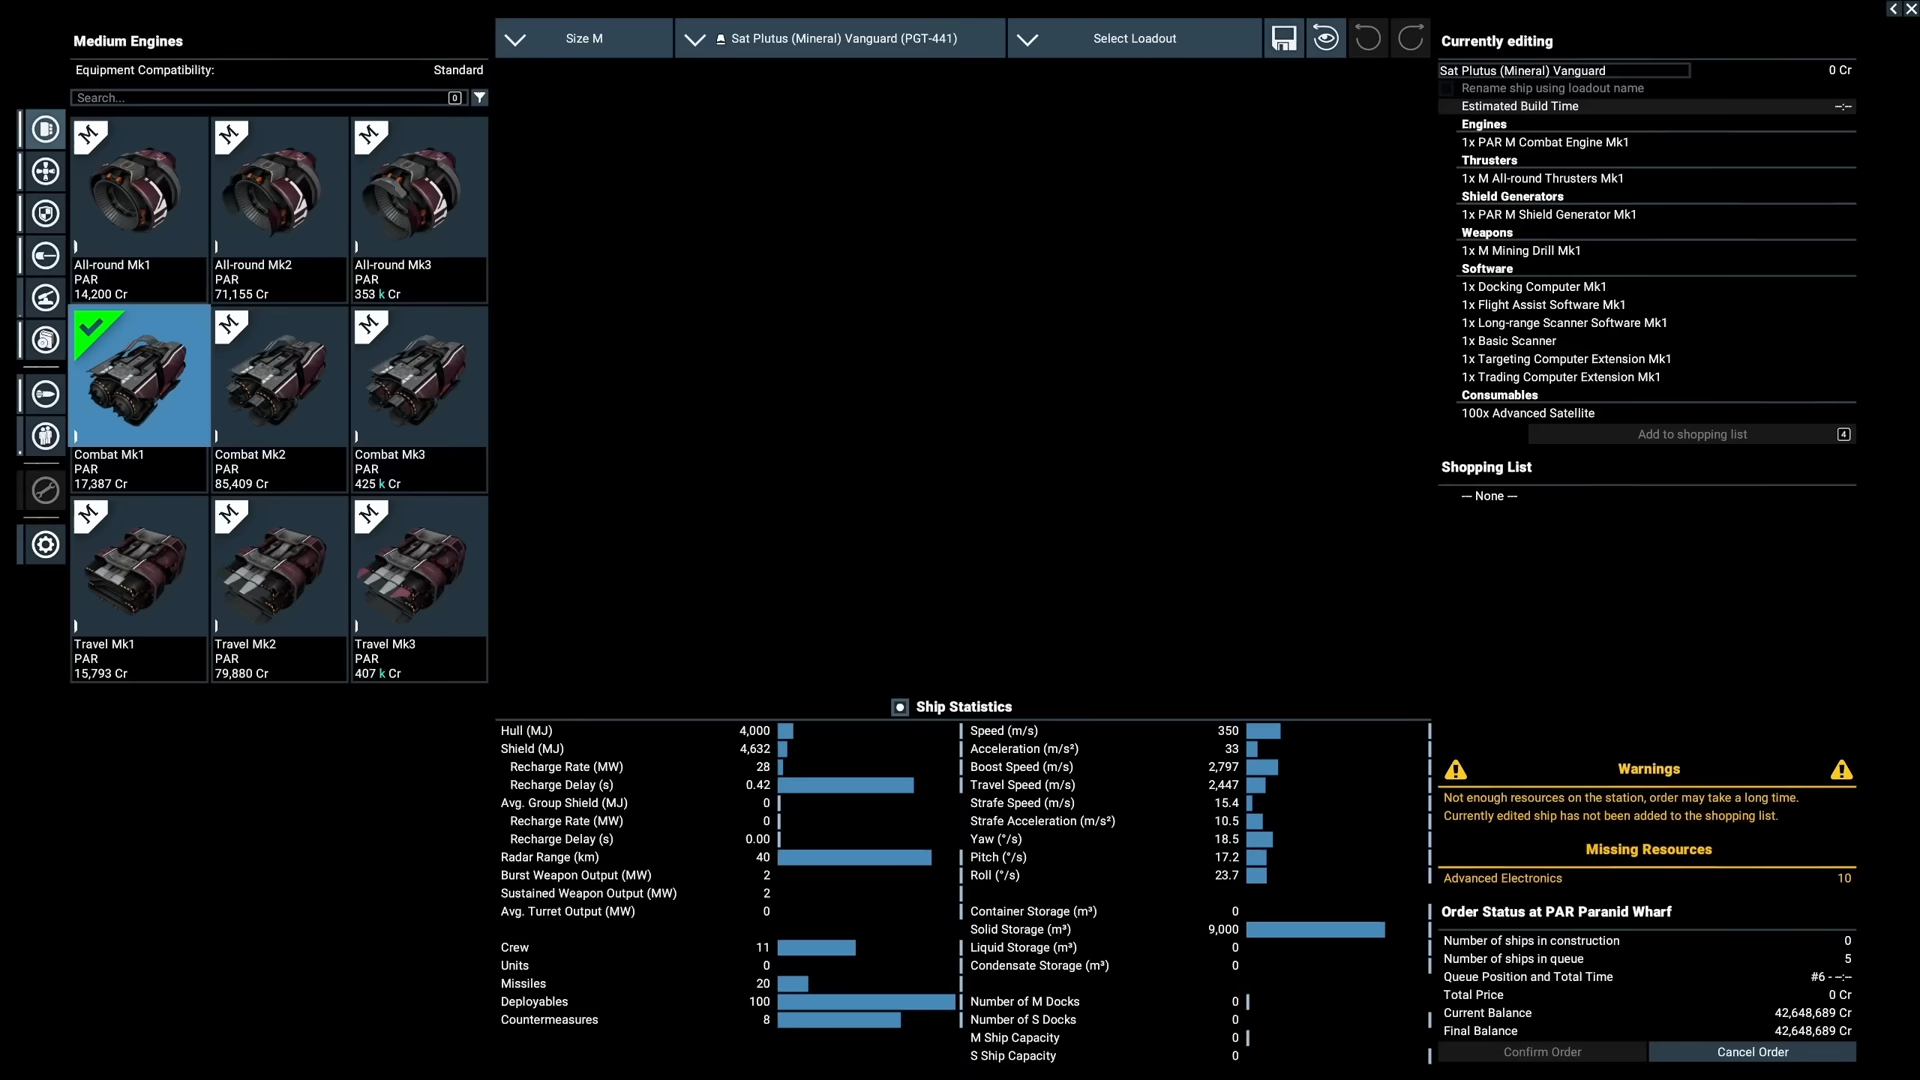 Medium Engines
Equipment Compatibility: Standard
Search... 0
M M M
All-round Mk1 All-round Mk2 All-round Mk3
PAR PAR PAR
14,200 Cr 71,155 Cr 353 k Cr
M M
Combat Mk1 Combat Mk2 Combat Mk3
PAR PAR PAR
17,387 Cr 85,409 Cr 425 k Cr
M M M
Travel Mk1 Travel Mk2 Travel Mk3
PAR PAR PAR
15,793 Cr 79,880 Cr 407 k Cr
Size M Sat Plutus (Mineral) Vanguard (PGT-441) Select Loadout
Ship Statistics
Hull (MJ) 4,000
Shield (MJ) 4,632
Recharge Rate (MW) 28
Recharge Delay (s) 0.42
Avg. Group Shield (MJ) 0
Recharge Rate (MW) 0
Recharge Delay (s) 0.00
Radar Range (km) 40
Burst Weapon Output (MW) 2
Sustained Weapon Output (MW) 2
Avg. Turret Output (MW) 0
Crew 11
Units 0
Missiles 20
Deployables 100
Countermeasures 8
Speed (m/s) 350
Acceleration (m/s²) 33
Boost Speed (m/s) 2,797
Travel Speed (m/s) 2,447
Strafe Speed (m/s) 15.4
Strafe Acceleration (m/s²) 10.5
Yaw (°/s) 18.5
Pitch (°/s) 17.2
Roll (°/s) 23.7
Container Storage (m³) 0
Solid Storage (m³) 9,000
Liquid Storage (m³) 0
Condensate Storage (m³) 0
Number of M Docks 0
Number of S Docks 0
M Ship Capacity 0
S Ship Capacity 0
Currently editing
Sat Plutus (Mineral) Vanguard 0 Cr
Rename ship using loadout name
Estimated Build Time --:--
Engines
1x PAR M Combat Engine Mk1
Thrusters
1x M All-round Thrusters Mk1
Shield Generators
1x PAR M Shield Generator Mk1
Weapons
1x M Mining Drill Mk1
Software
1x Docking Computer Mk1
1x Flight Assist Software Mk1
1x Long-range Scanner Software Mk1
1x Basic Scanner
1x Targeting Computer Extension Mk1
1x Trading Computer Extension Mk1
Consumables
100x Advanced Satellite
Add to shopping list 4
Shopping List
--- None ---
Warnings
Not enough resources on the station, order may take a long time.
Currently edited ship has not been added to the shopping list.
Missing Resources
Advanced Electronics 10
Order Status at PAR Paranid Wharf
Number of ships in construction 0
Number of ships in queue 5
Queue Position and Total Time #6 - --:--
Total Price 0 Cr
Current Balance 42,648,689 Cr
Final Balance 42,648,689 Cr
Confirm Order Cancel Order